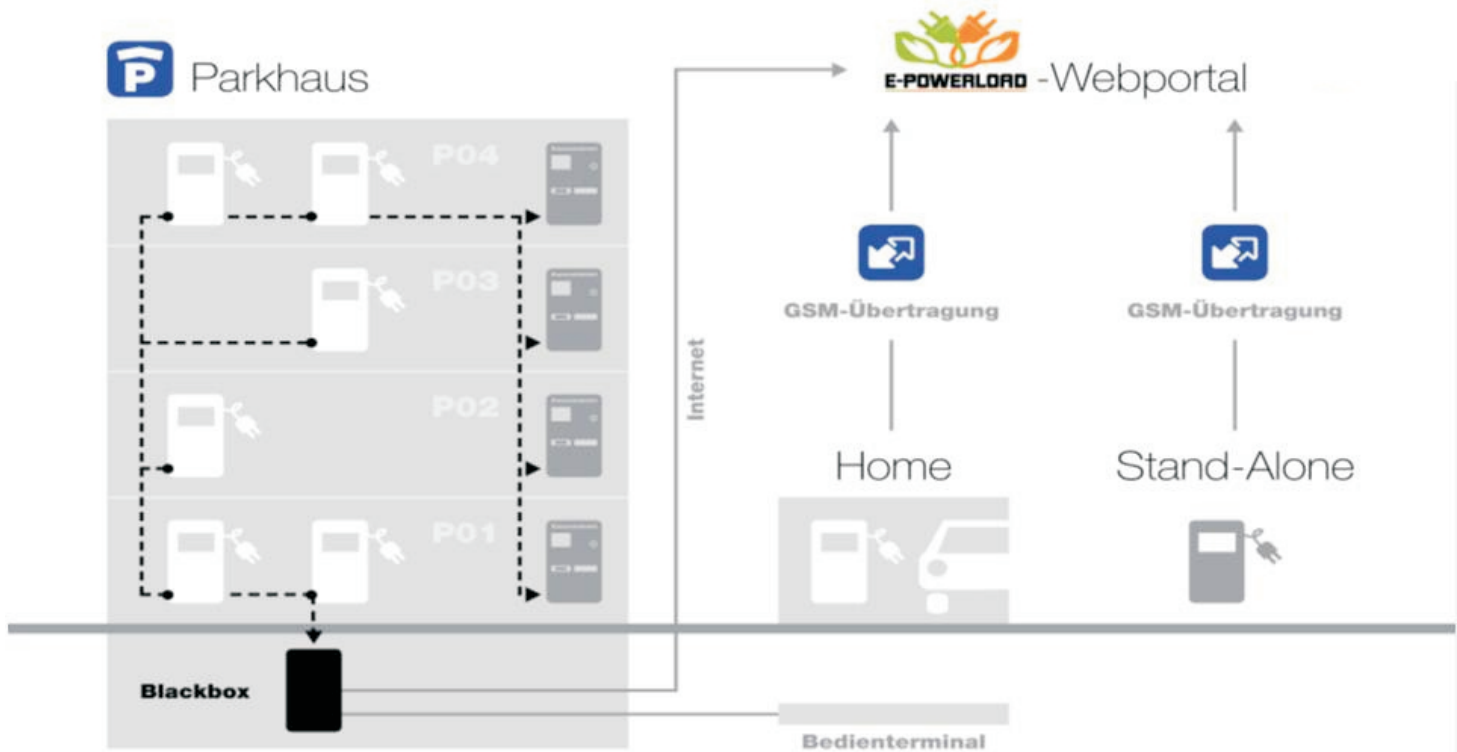 P Parkhaus
E-POWERLORD -Webportal
P04
P03
P02
P01
GSM-Übertragung
GSM-Übertragung
Internet
Home
Stand-Alone
Blackbox
Bedienterminal